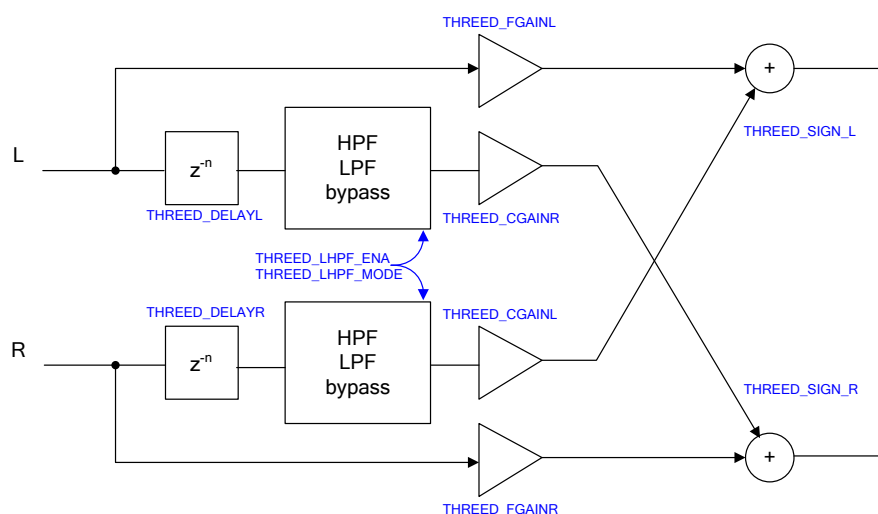 THREED_FGAINL
+
THREED_SIGN_L
L
z-n
THREED_DELAYL
HPF
LPF
bypass
THREED_CGAINR
THREED_LHPF_ENA
THREED_LHPF_MODE
THREED_DELAYR
R
z-n
HPF
LPF
bypass
THREED_CGAINL
THREED_SIGN_R
+
THREED_FGAINR